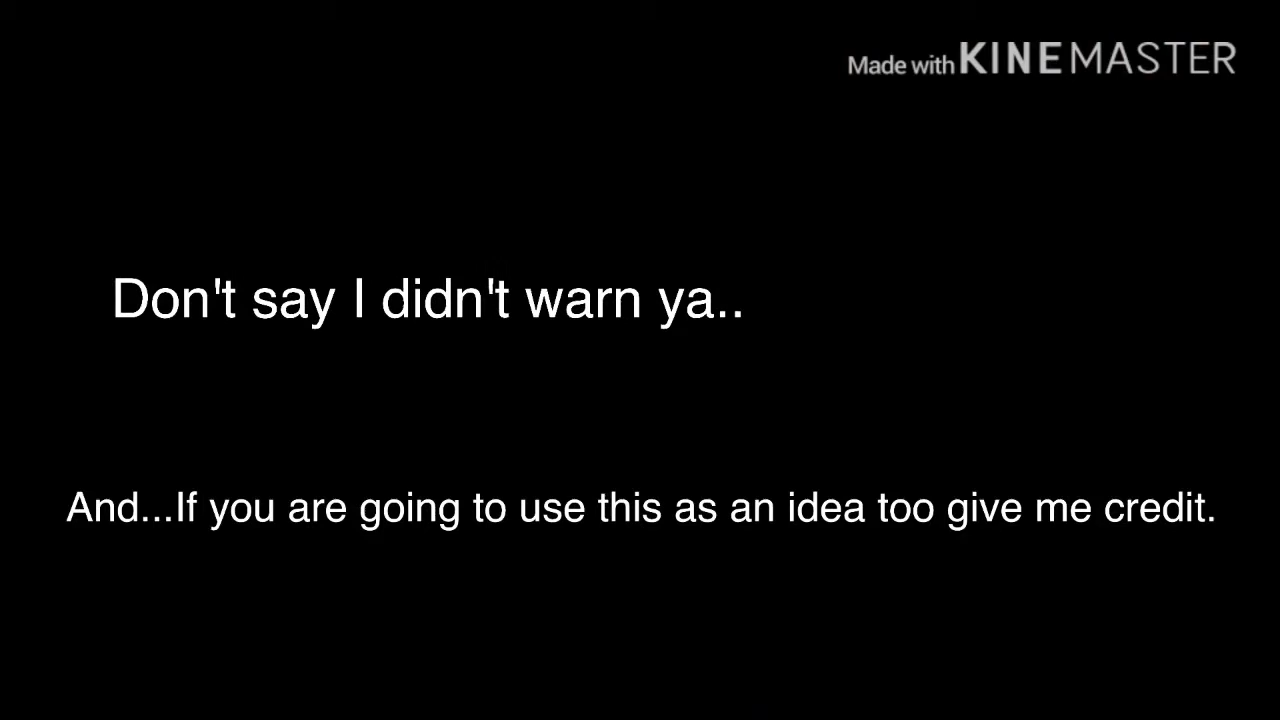 Made with KINEMASTER
Don't say I didn't warn ya..
And...If you are going to use this as an idea too give me credit.